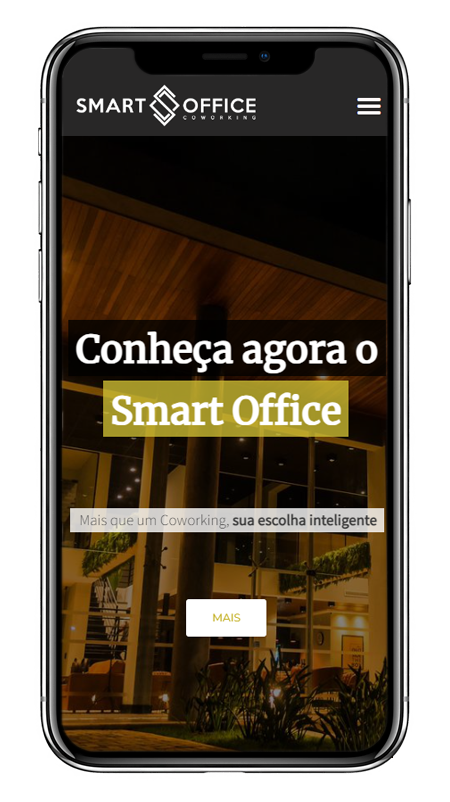 SMART OFFICE
COWORKING
Conheça agora o
Smart Office
Mais que um Coworking, sua escolha inteligente
MAIS